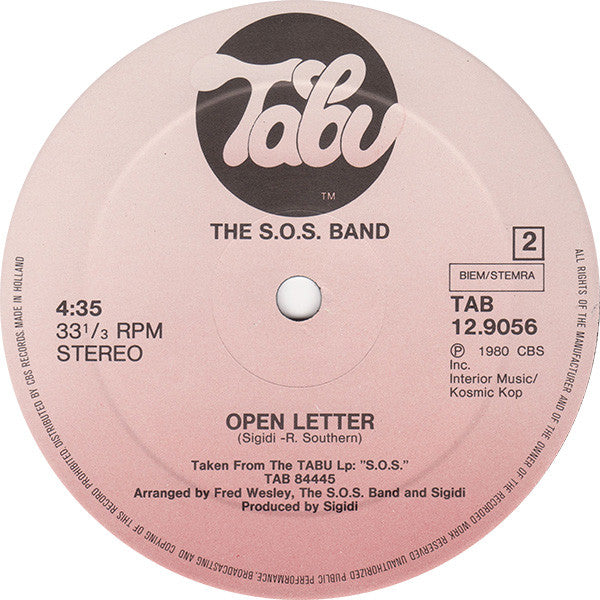 Tabu
TM
THE S.O.S. BAND
2
BIEM/STEMRA
4:35
33 1/3 RPM
STEREO
TAB
12.9056
Ⓟ 1980 CBS
Inc.
Interior Music/
Kosmic Kop
OPEN LETTER
(Sigidi -R. Southern)
Taken From The TABU Lp: "S.O.S."
TAB 84445
Arranged by Fred Wesley, The S.O.S. Band and Sigidi
Produced by Sigidi
ALL RIGHTS OF THE MANUFACTURER AND OF THE OWNER OF THE RECORDED WORK RESERVED UNAUTHORIZED PUBLIC PERFORMANCE, BROADCASTING AND COPYING OF THIS RECORD PROHIBITED. DISTRIBUTED BY CBS RECORDS MADE IN HOLLAND